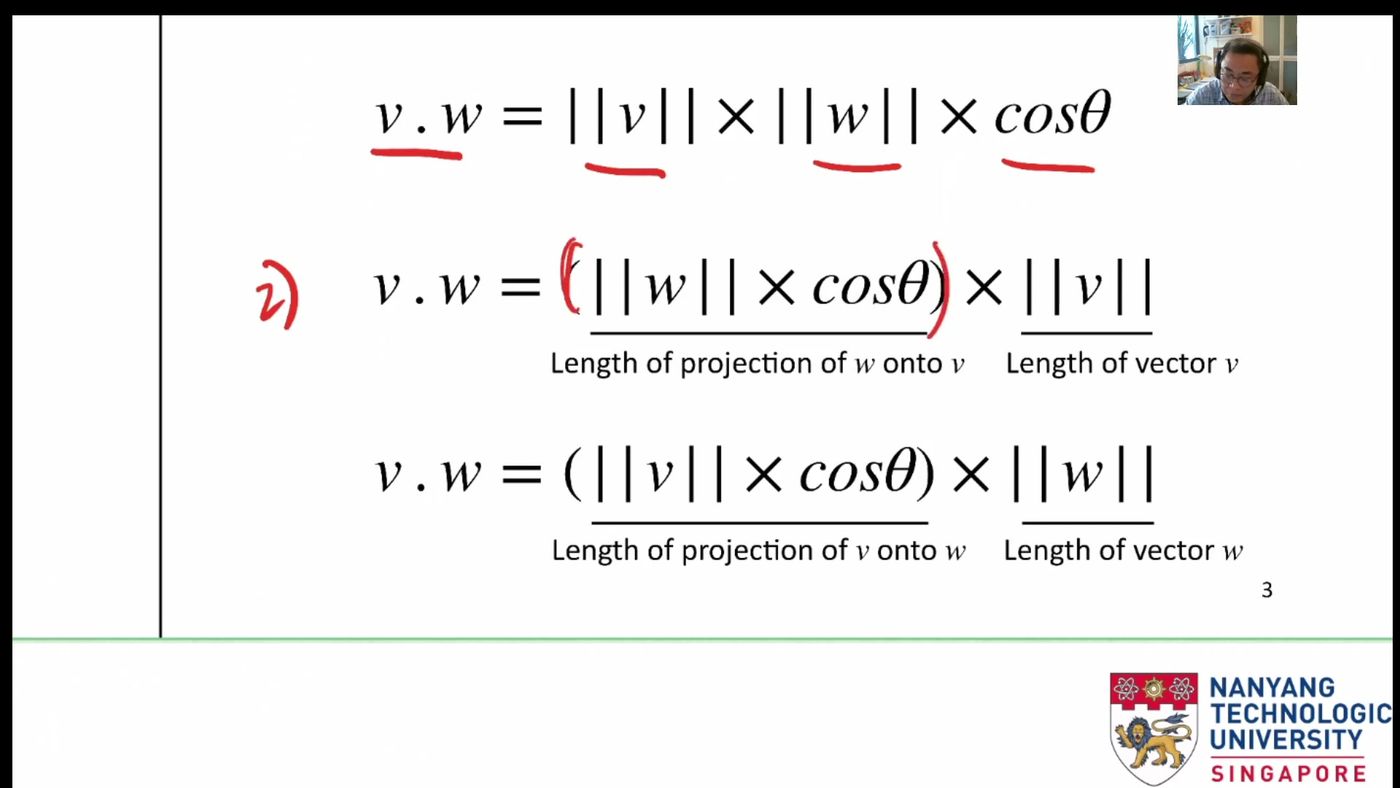 v . w = ||v|| × ||w|| × cosθ
2) v . w = (||w|| × cosθ) × ||v||
Length of projection of w onto v Length of vector v
v . w = (||v|| × cosθ) × ||w||
Length of projection of v onto w Length of vector w
3
NANYANG
TECHNOLOGIC
UNIVERSITY
SINGAPORE